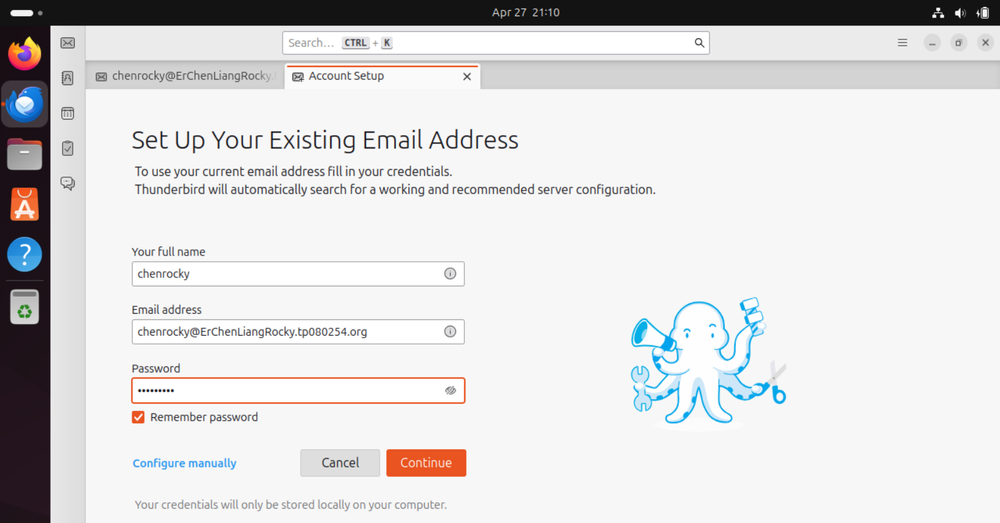 Apr 27 21:10
Search... CTRL + K
chenrocky@ErChenLiangRocky.
Account Setup
Set Up Your Existing Email Address
To use your current email address fill in your credentials.
Thunderbird will automatically search for a working and recommended server configuration.
Your full name
chenrocky
Email address
chenrocky@ErChenLiangRocky.tp080254.org
Password
•••••••••
Remember password
Configure manually
Cancel
Continue
Your credentials will only be stored locally on your computer.